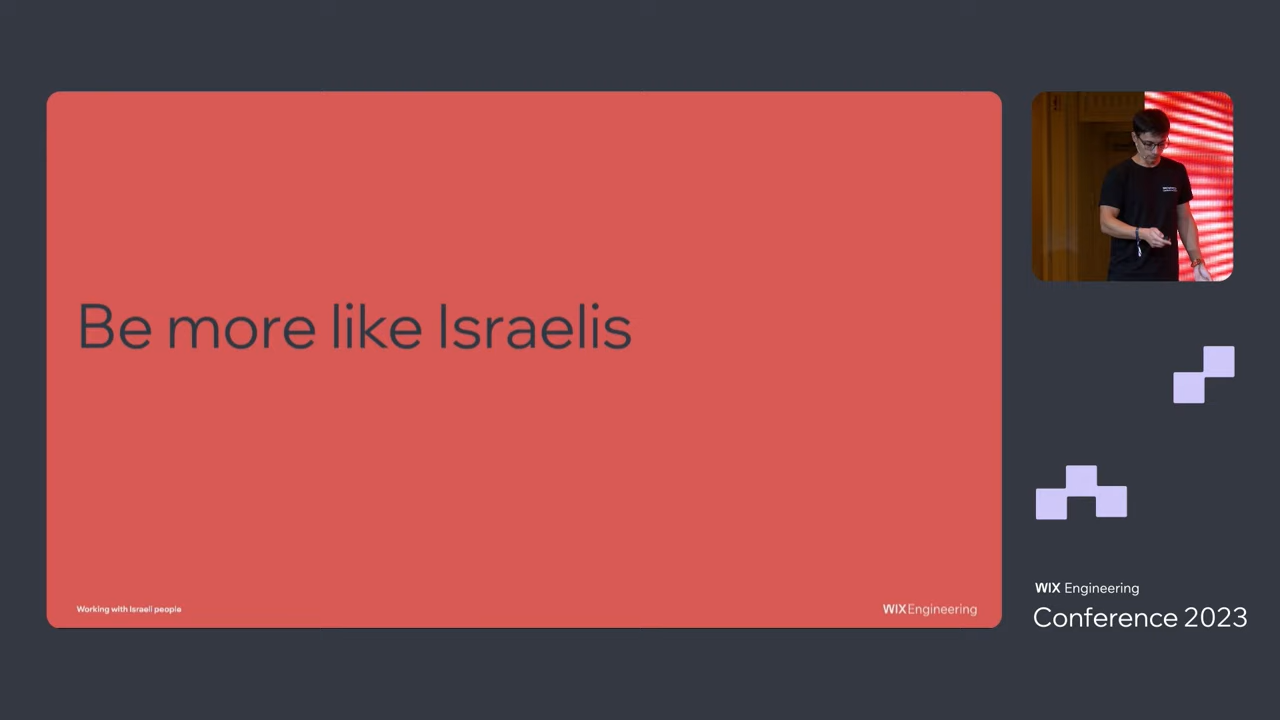 Be more like Israelis
Working with Israeli people
WIX Engineering
WIX Engineering
Conference 2023